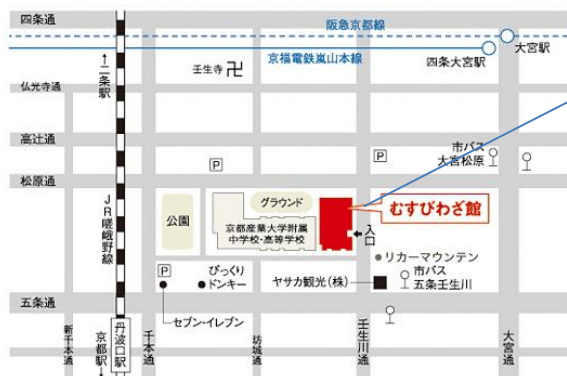 四条通
阪急京都線
大宮駅
京福電鉄嵐山本線
四条大宮駅
↑二条駅
壬生寺卍
仏光寺通
高辻通
市バス
大宮松原
P
P
松原通
JR嵯峨野線
公園
グラウンド
京都産業大学附属
中学校・高等学校
むすびわざ館
←入口
リカーマウンテン
市バス
五条壬生川
P
びっくり
ドンキー
ヤサカ観光(株)
五条通
セブン-イレブン
新千本通
京都駅↓
丹波口駅
千本通
坊城通
壬生川通
大宮通